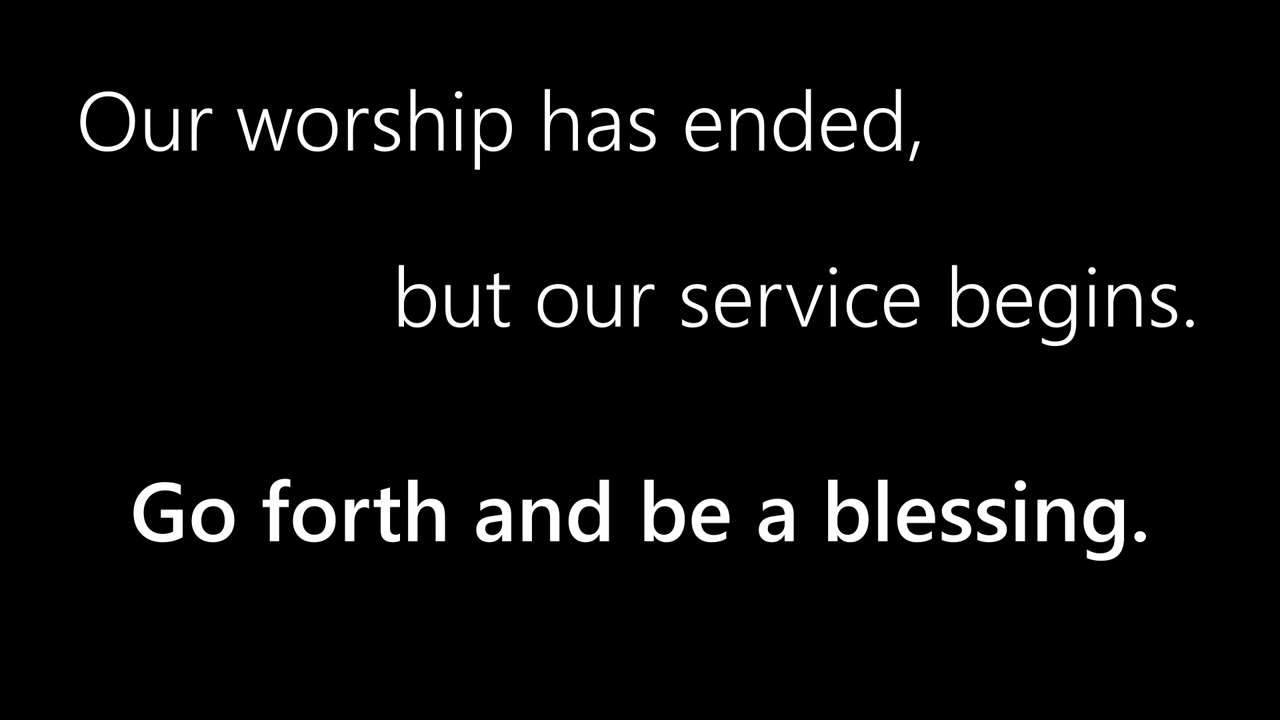 Our worship has ended,
but our service begins.
Go forth and be a blessing.